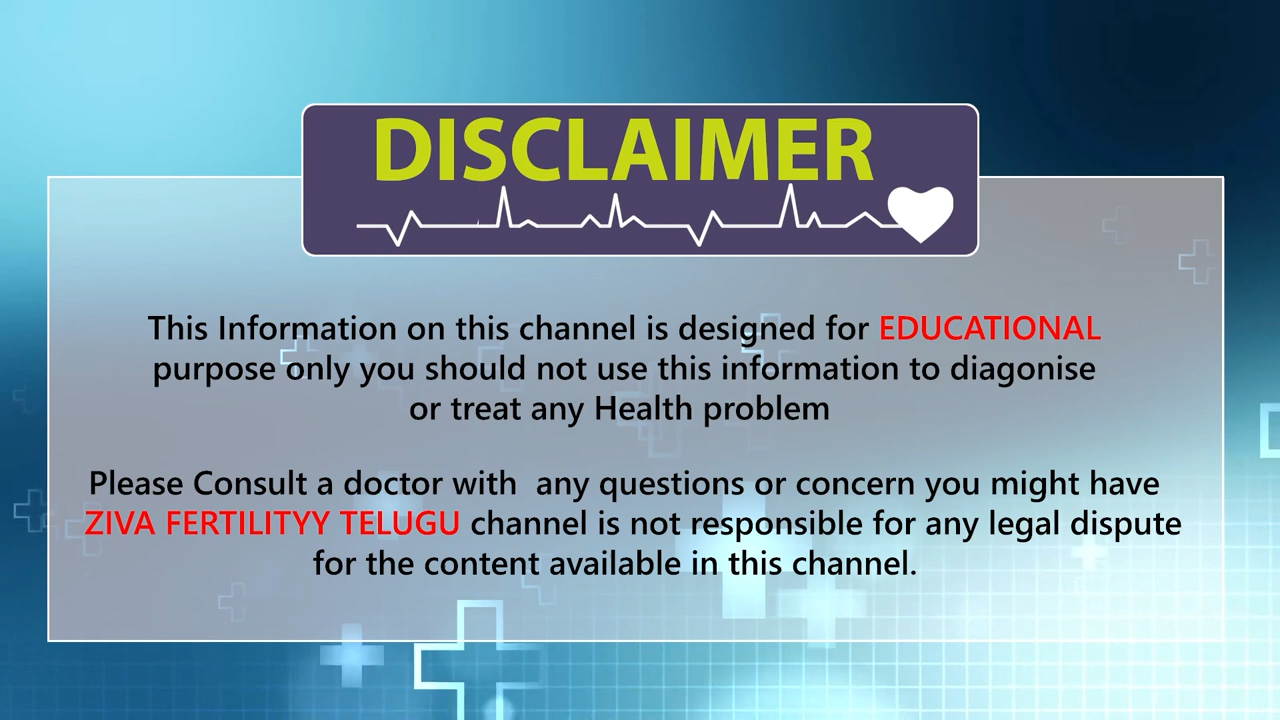 DISCLAIMER
This Information on this channel is designed for EDUCATIONAL
purpose only you should not use this information to diagonise
or treat any Health problem
Please Consult a doctor with  any questions or concern you might have
ZIVA FERTILITYY TELUGU channel is not responsible for any legal dispute
for the content available in this channel.